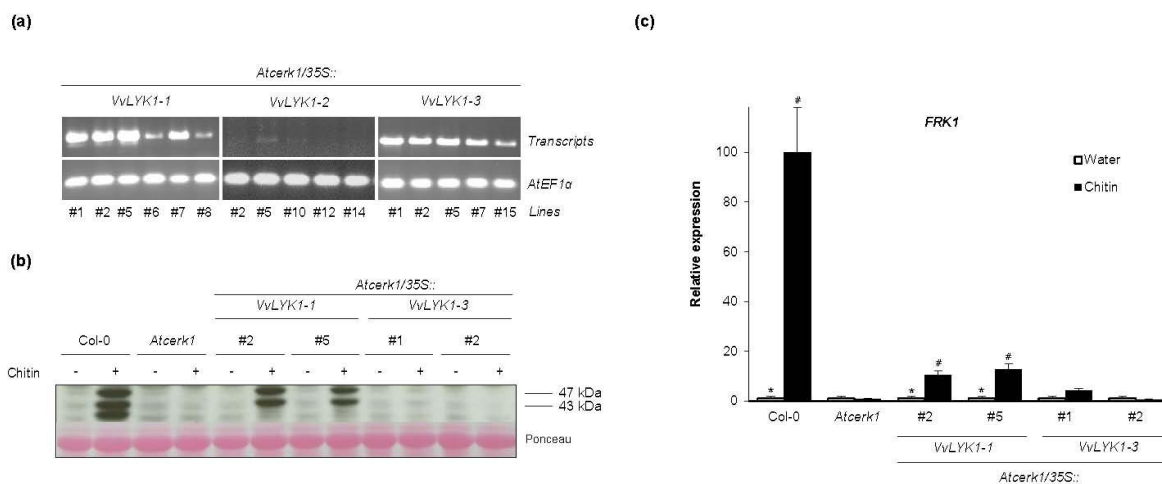 (a)
Atcerk1/35S::
VvLYK1-1 VvLYK1-2 VvLYK1-3
Transcripts
AtEF1α
#1 #2 #5 #6 #7 #8 #2 #5 #10 #12 #14 #1 #2 #5 #7 #15 Lines
(b)
Atcerk1/35S::
VvLYK1-1 VvLYK1-3
Col-0 Atcerk1 #2 #5 #1 #2
Chitin - + - + - + - + - + - +
47 kDa
43 kDa
Ponceau
(c)
#
FRK1
Water
Chitin
Relative expression
100
80
60
40
20
0
* * # * #
Col-0 Atcerk1 #2 #5 #1 #2
VvLYK1-1 VvLYK1-3
Atcerk1/35S::